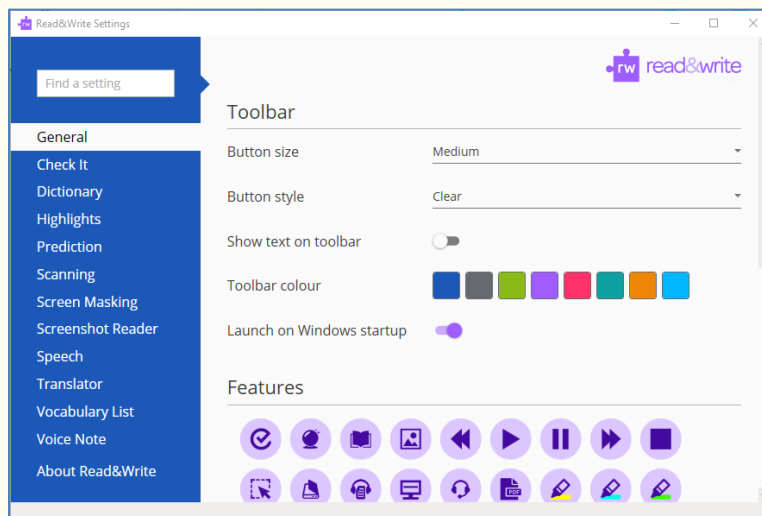 Read&Write Settings
Find a setting
General
Check It
Dictionary
Highlights
Prediction
Scanning
Screen Masking
Screenshot Reader
Speech
Translator
Vocabulary List
Voice Note
About Read&Write
rw read&write
Toolbar
Button size Medium
Button style Clear
Show text on toolbar
Toolbar colour
Launch on Windows startup
Features
PDF